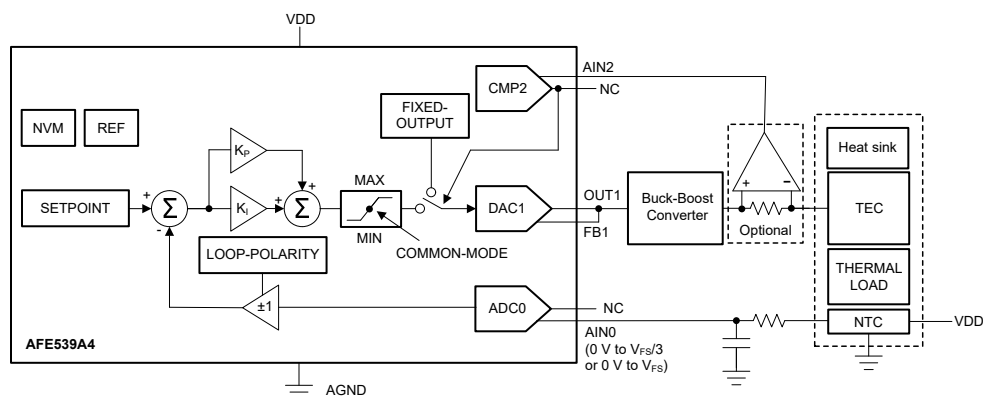 VDD
AIN2
CMP2
NC
FIXED-
OUTPUT
NVM
REF
KP
+
–
Heat sink
SETPOINT
+
Σ
-
KI
+
+
Σ
MAX
MIN
COMMON-MODE
DAC1
OUT1
FB1
Buck-Boost
Converter
Optional
TEC
LOOP-POLARITY
±1
THERMAL
LOAD
ADC0
NC
AIN0
(0 V to VFS/3
or 0 V to VFS)
NTC
VDD
AFE539A4
AGND